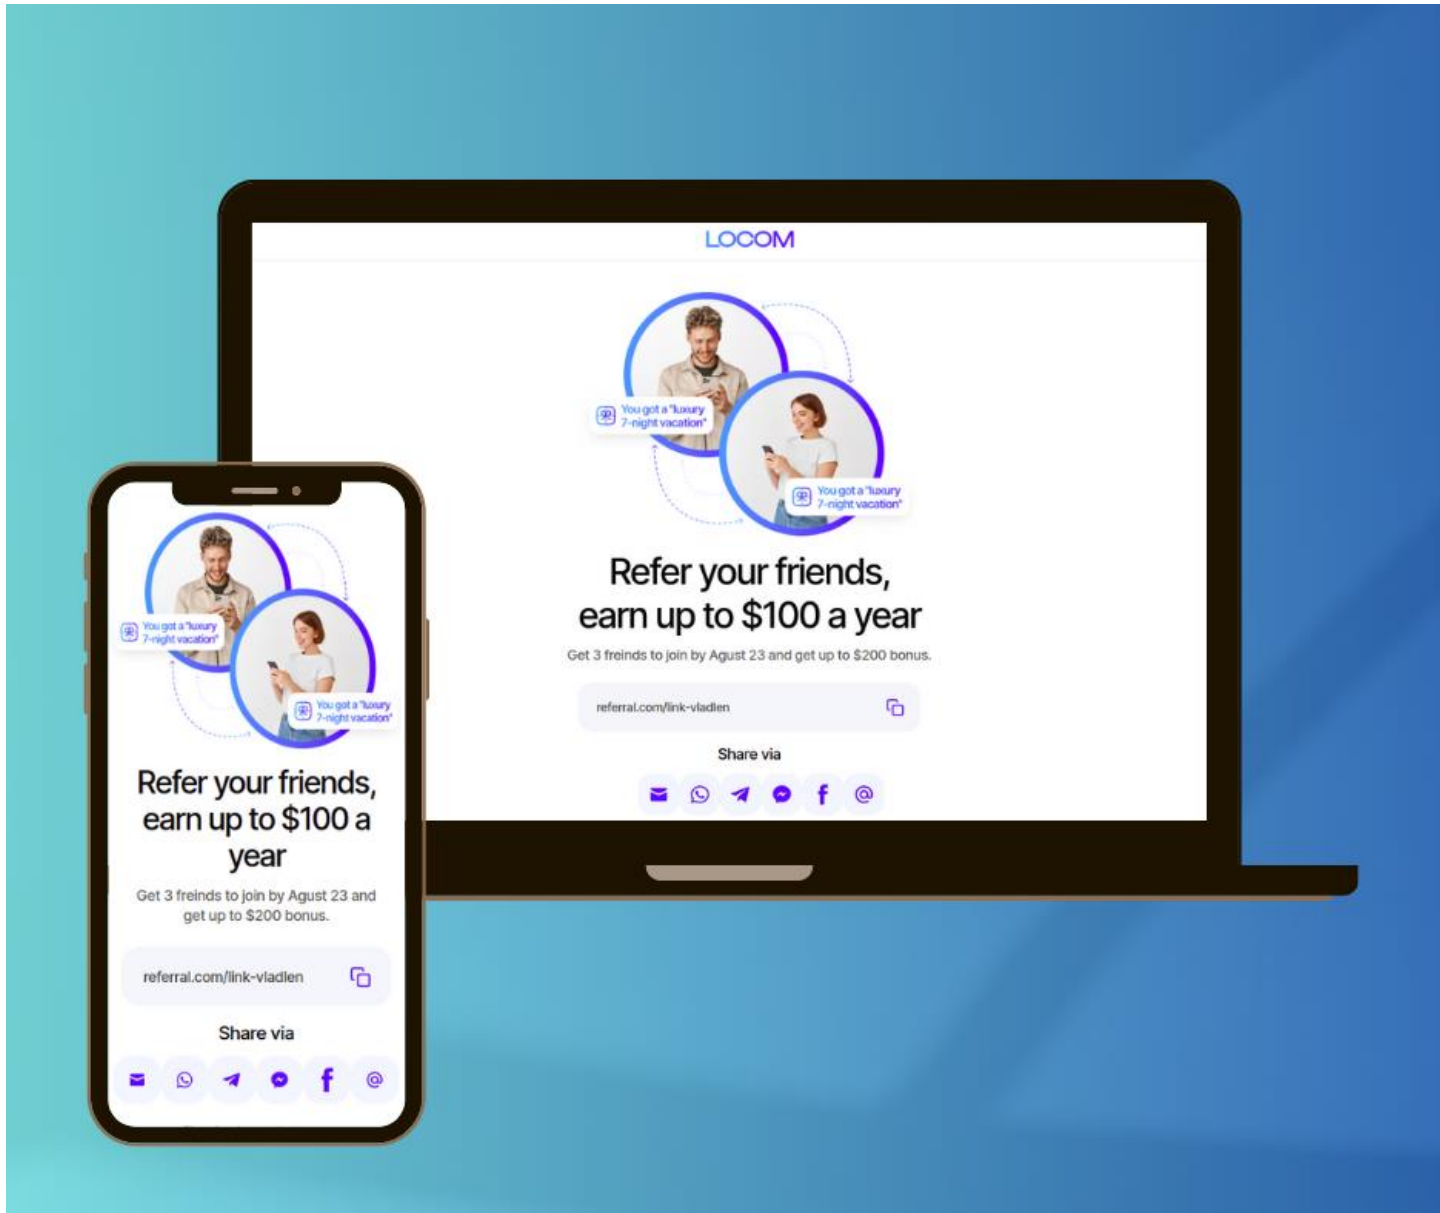 LOCOM
You got a "luxury
7-night vacation"
You got a "luxury
7-night vacation"
Refer your friends,
earn up to $100 a year
Get 3 freinds to join by Agust 23 and get up to $200 bonus.
referral.com/link-vladlen
Share via
You got a "luxury
7-night vacation"
You got a "luxury
7-night vacation"
Refer your friends,
earn up to $100 a
year
Get 3 freinds to join by Agust 23 and
get up to $200 bonus.
referral.com/link-vladlen
Share via